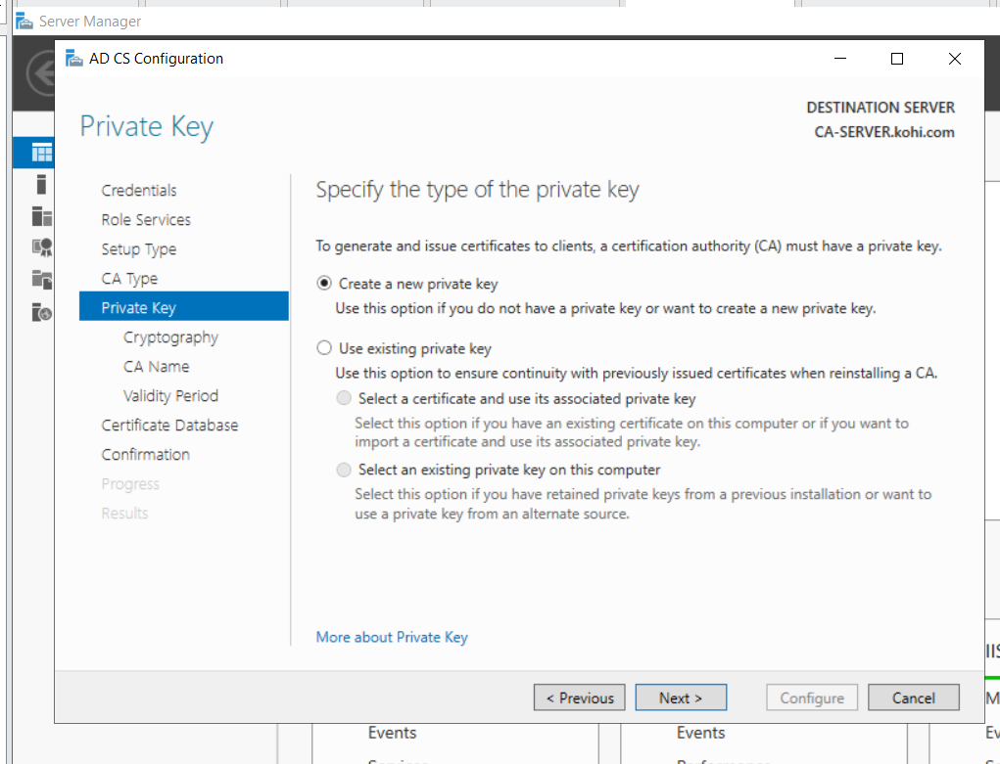 Server Manager
AD CS Configuration
Private Key
DESTINATION SERVER
CA-SERVER.kohi.com
Credentials
Role Services
Setup Type
CA Type
Private Key
Cryptography
CA Name
Validity Period
Certificate Database
Confirmation
Progress
Results
Specify the type of the private key
To generate and issue certificates to clients, a certification authority (CA) must have a private key.
Create a new private key
Use this option if you do not have a private key or want to create a new private key.
Use existing private key
Use this option to ensure continuity with previously issued certificates when reinstalling a CA.
Select a certificate and use its associated private key
Select this option if you have an existing certificate on this computer or if you want to
import a certificate and use its associated private key.
Select an existing private key on this computer
Select this option if you have retained private keys from a previous installation or want to
use a private key from an alternate source.
More about Private Key
< Previous
Next >
Configure
Cancel
Events
Events